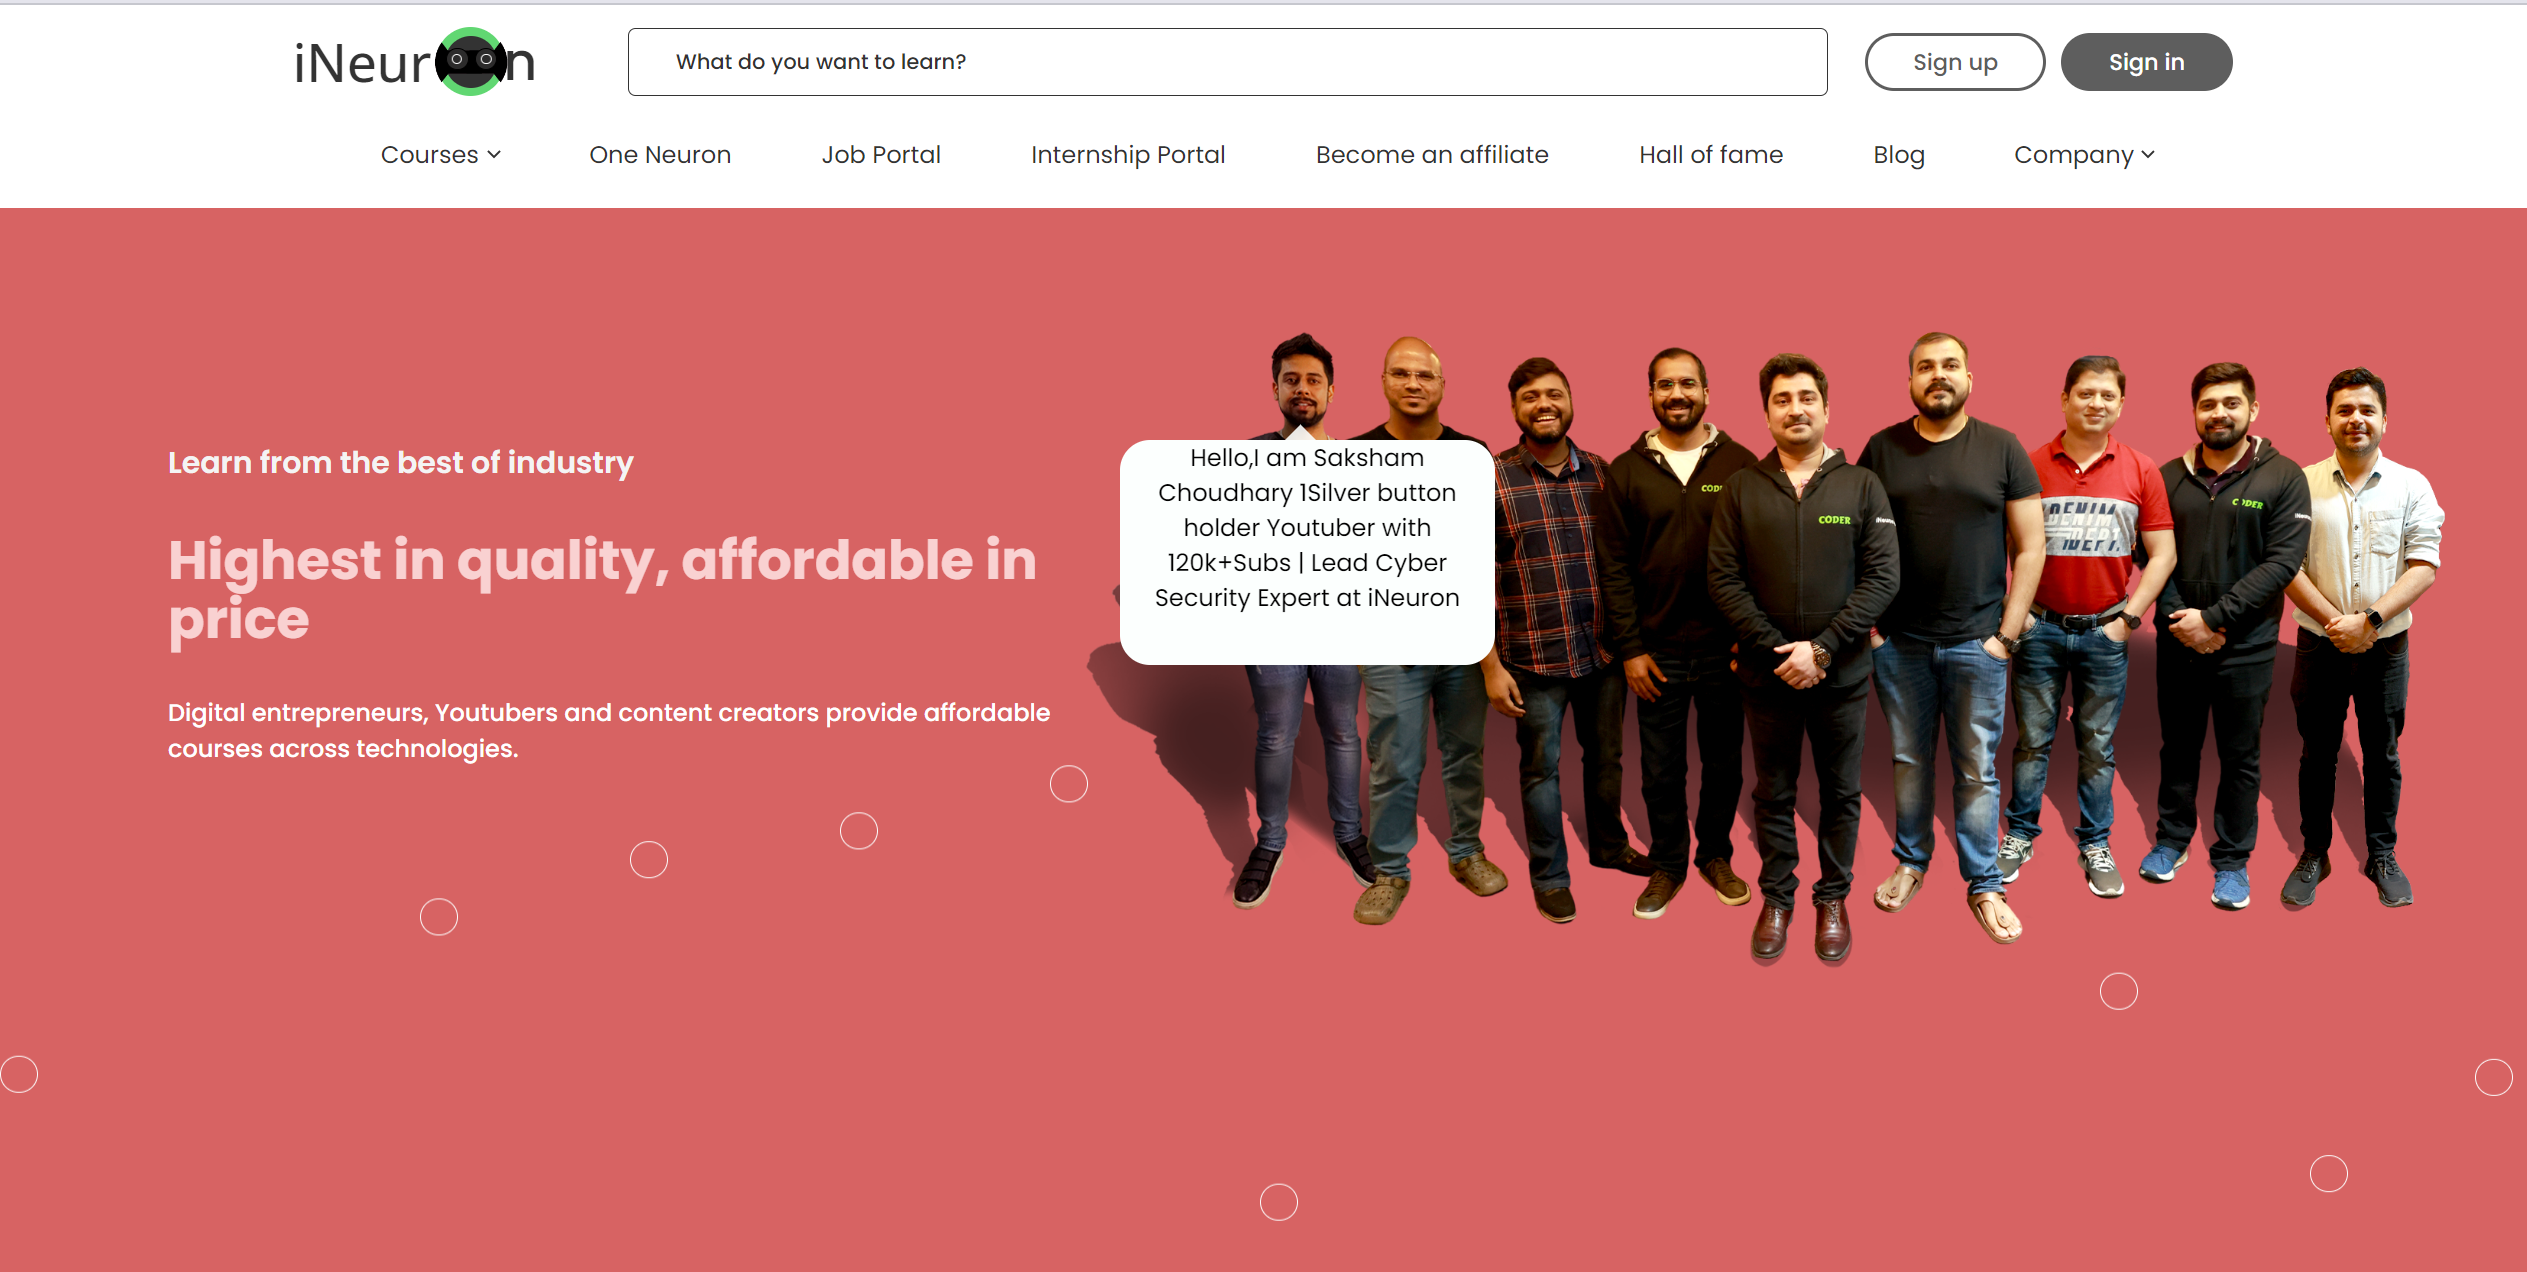 iNeuron
What do you want to learn?
Sign up
Sign in
Courses
One Neuron
Job Portal
Internship Portal
Become an affiliate
Hall of fame
Blog
Company
Learn from the best of industry
Highest in quality, affordable in
price
Digital entrepreneurs, Youtubers and content creators provide affordable
courses across technologies.
Hello,I am Saksham
Choudhary 1Silver button
holder Youtuber with
120k+Subs | Lead Cyber
Security Expert at iNeuron
CODER
DENIM